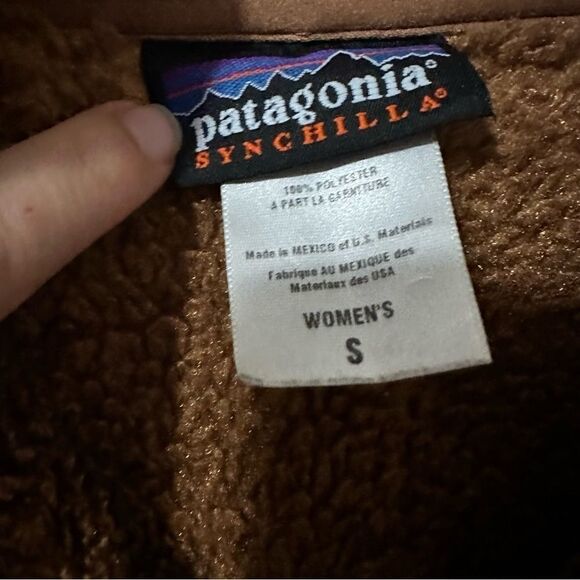 patagonia®
SYNCHILLA®
100% POLYESTER
A PART LA GARNITURE
Made in MEXICO of U.S. Materials
Fabrique AU MEXIQUE des
Materiaux des USA
WOMEN'S
S